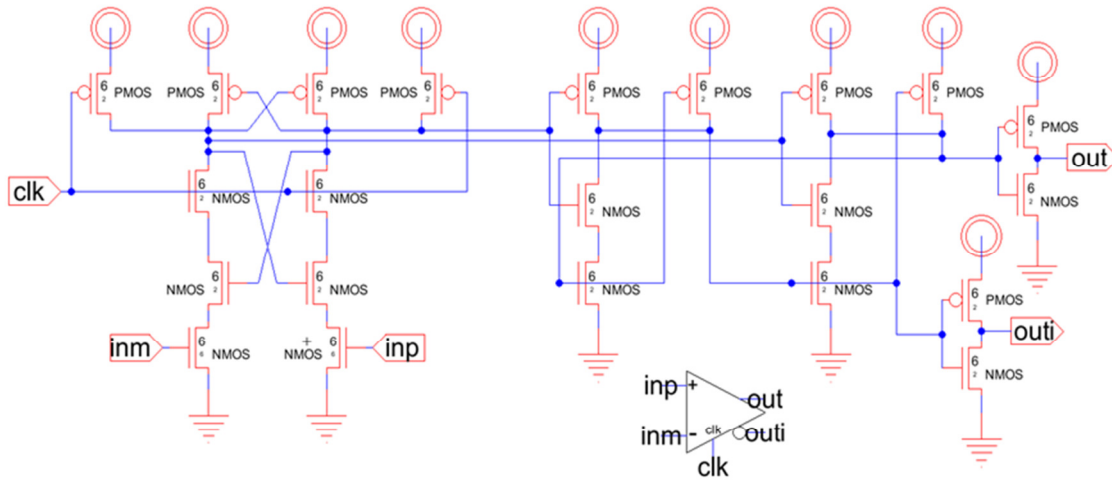 6 2 PMOS PMOS 6 2 6 2 PMOS PMOS 6 2 6 2 PMOS 6 2 PMOS 6 2 PMOS 6 2 PMOS
6 2 PMOS
out
clk 6 2 NMOS 6 2 NMOS 6 2 NMOS 6 2 NMOS 6 2 NMOS
NMOS 6 2 6 2 NMOS 6 2 NMOS 6 2 NMOS
6 2 PMOS
outi
inm 6 6 NMOS + NMOS 6 6 inp
6 2 NMOS
inp + out
inm - clk outi
clk